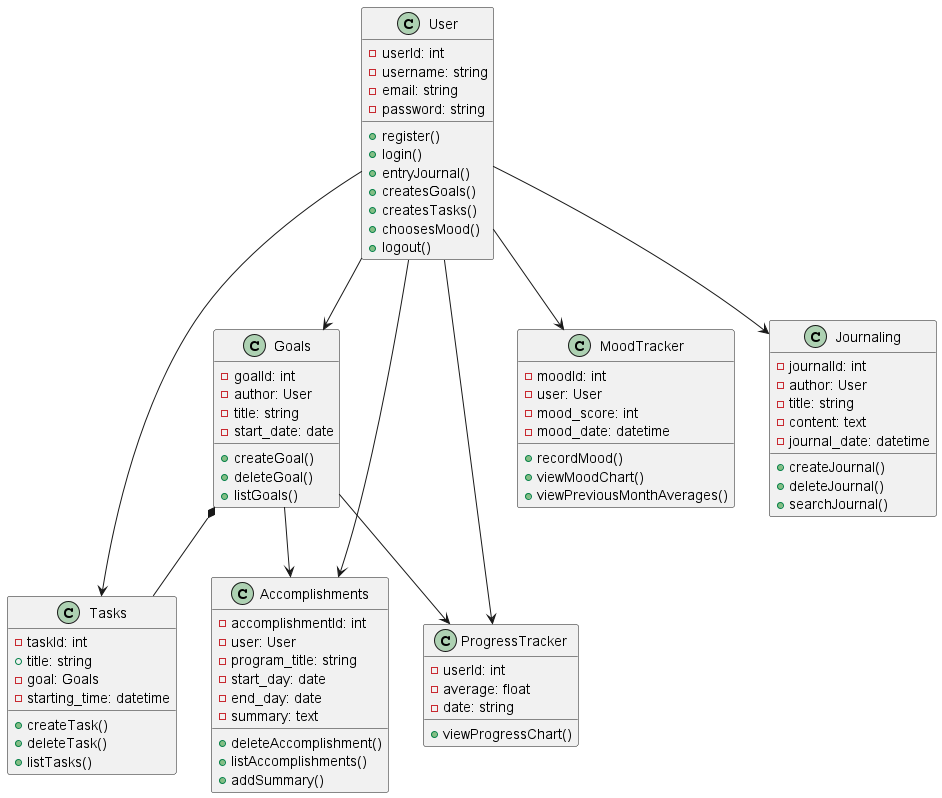 C User
userId: int
username: string
email: string
password: string
register()
login()
entryJournal()
createsGoals()
createsTasks()
choosesMood()
logout()
C Goals
goalId: int
author: User
title: string
start_date: date
createGoal()
deleteGoal()
listGoals()
C MoodTracker
moodId: int
user: User
mood_score: int
mood_date: datetime
recordMood()
viewMoodChart()
viewPreviousMonthAverages()
C Journaling
journalId: int
author: User
title: string
content: text
journal_date: datetime
createJournal()
deleteJournal()
searchJournal()
C Tasks
taskId: int
title: string
goal: Goals
starting_time: datetime
createTask()
deleteTask()
listTasks()
C Accomplishments
accomplishmentId: int
user: User
program_title: string
start_day: date
end_day: date
summary: text
deleteAccomplishment()
listAccomplishments()
addSummary()
C ProgressTracker
userId: int
average: float
date: string
viewProgressChart()